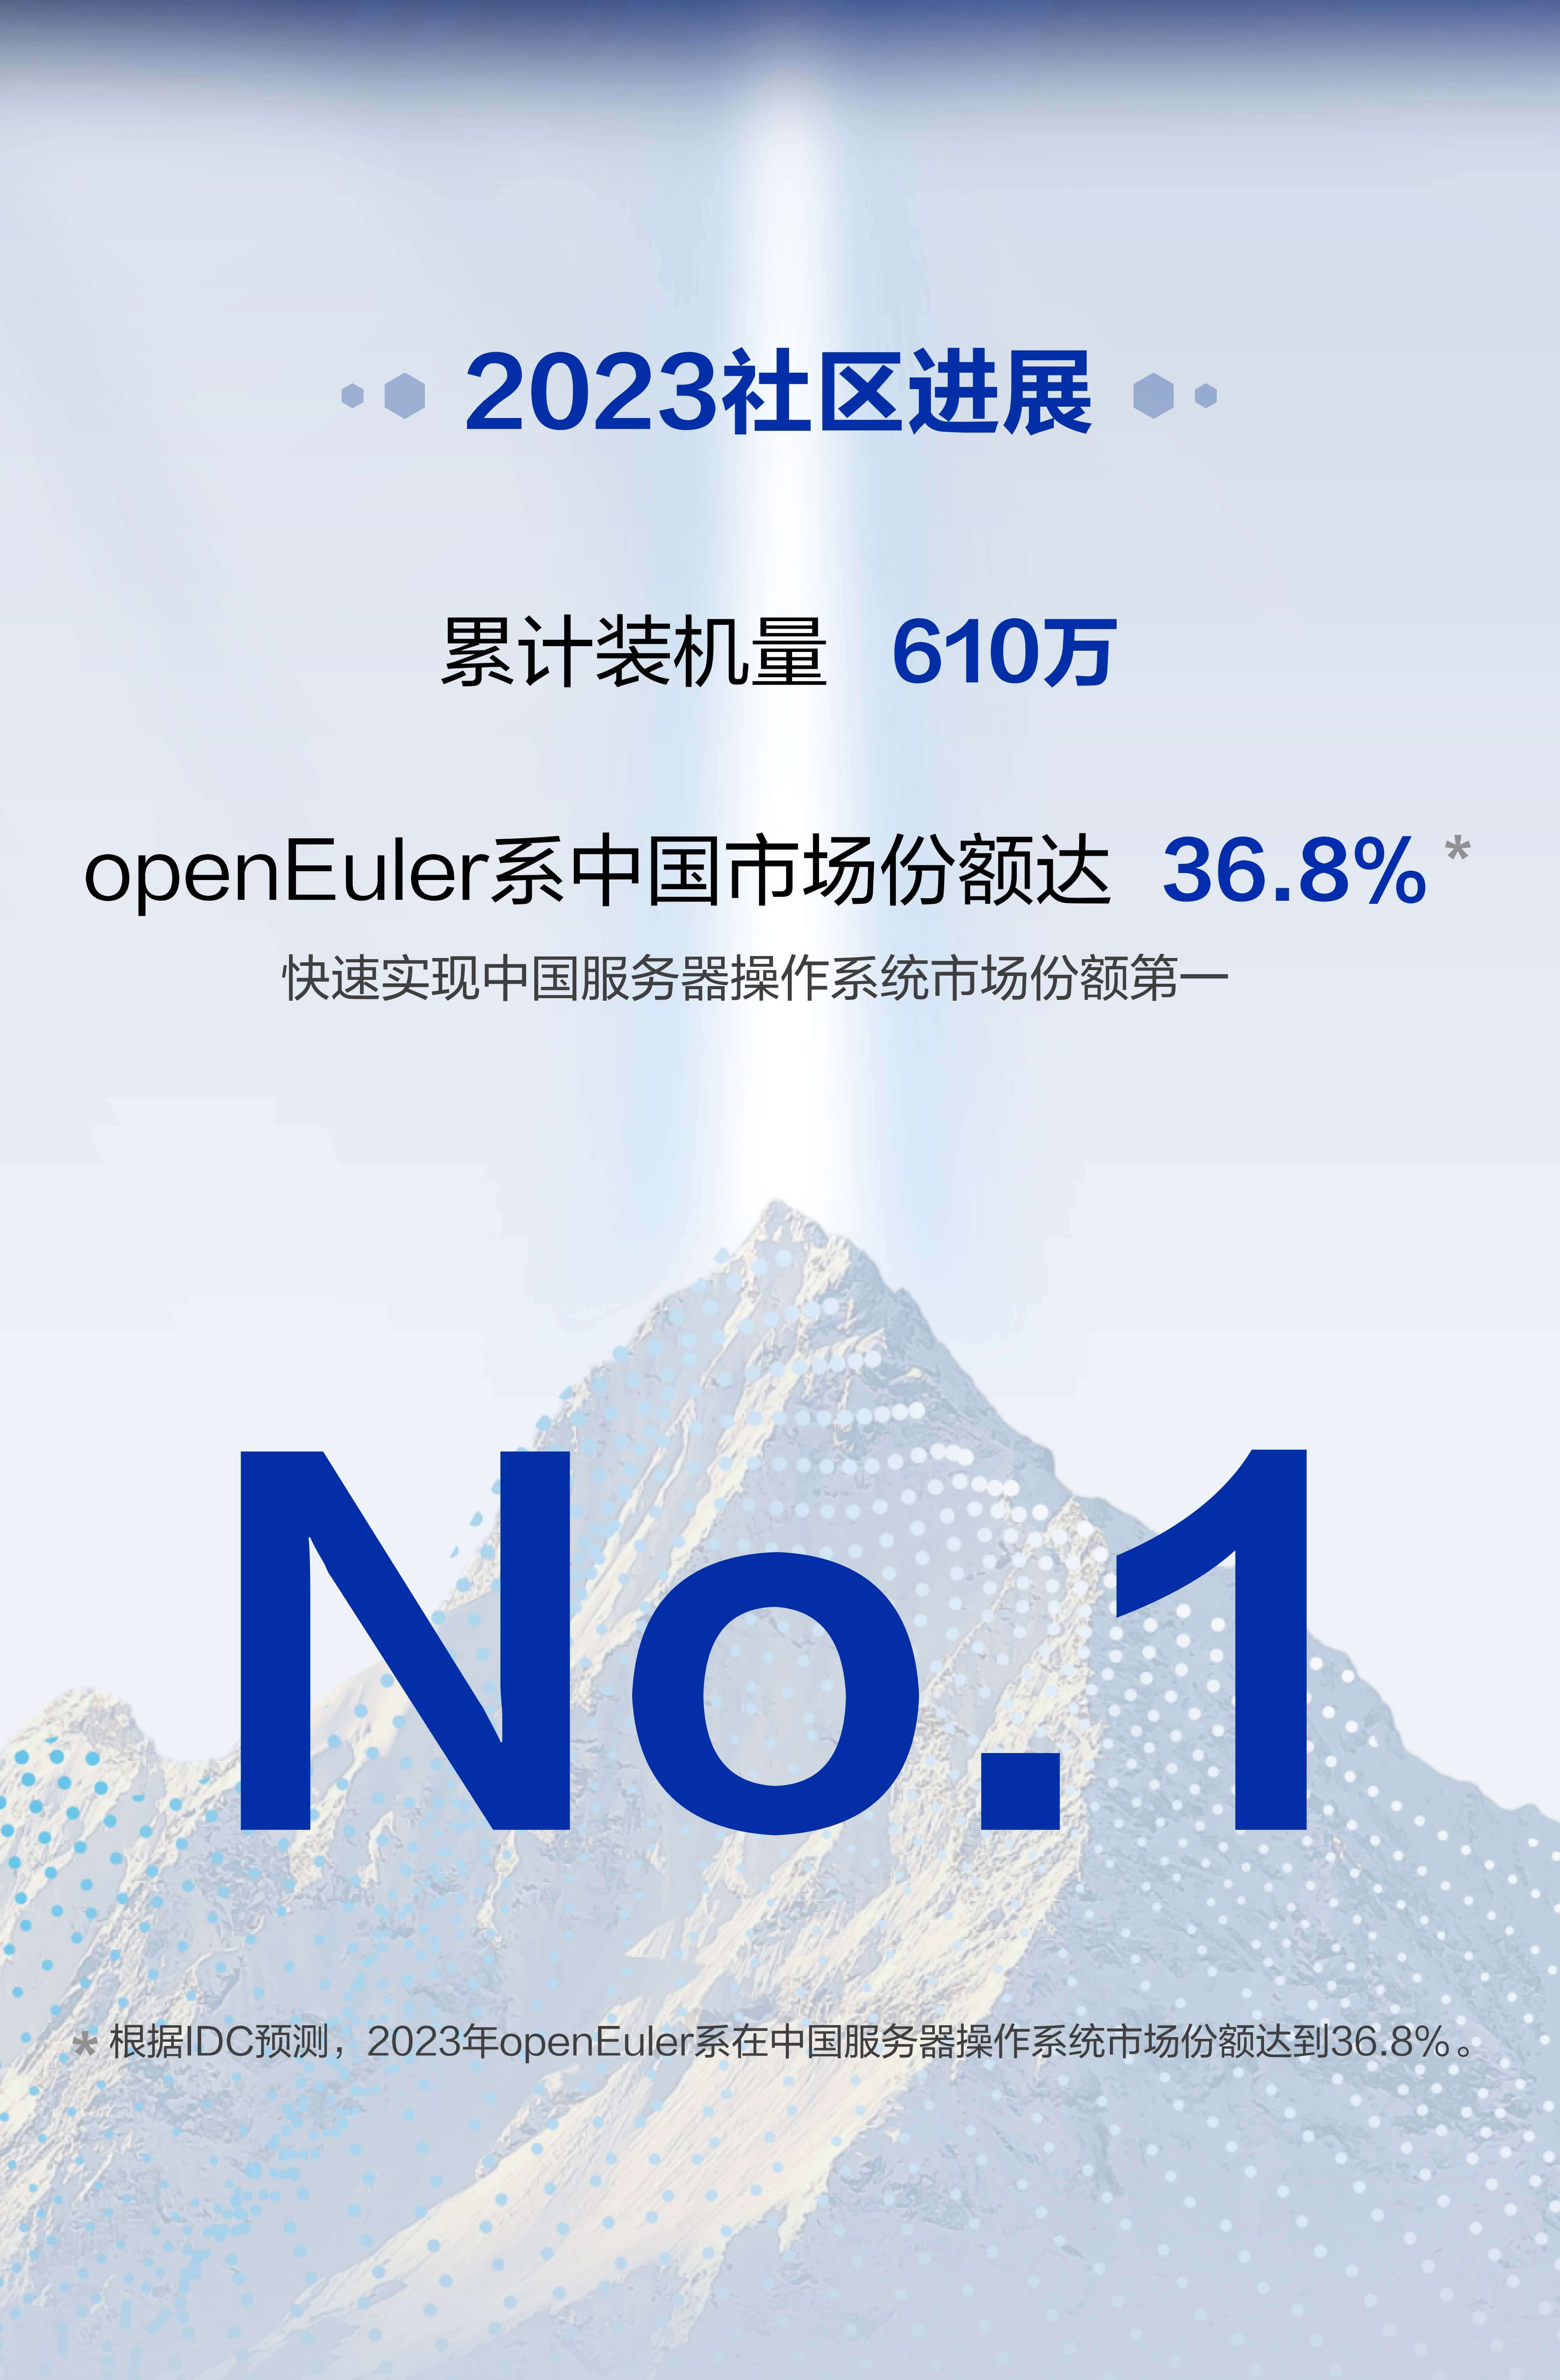 2023社区进展
累计装机量 610万
openEuler系中国市场份额达 36.8%*
快速实现中国服务器操作系统市场份额第一
No.1
* 根据IDC预测，2023年openEuler系在中国服务器操作系统市场份额达到36.8%。